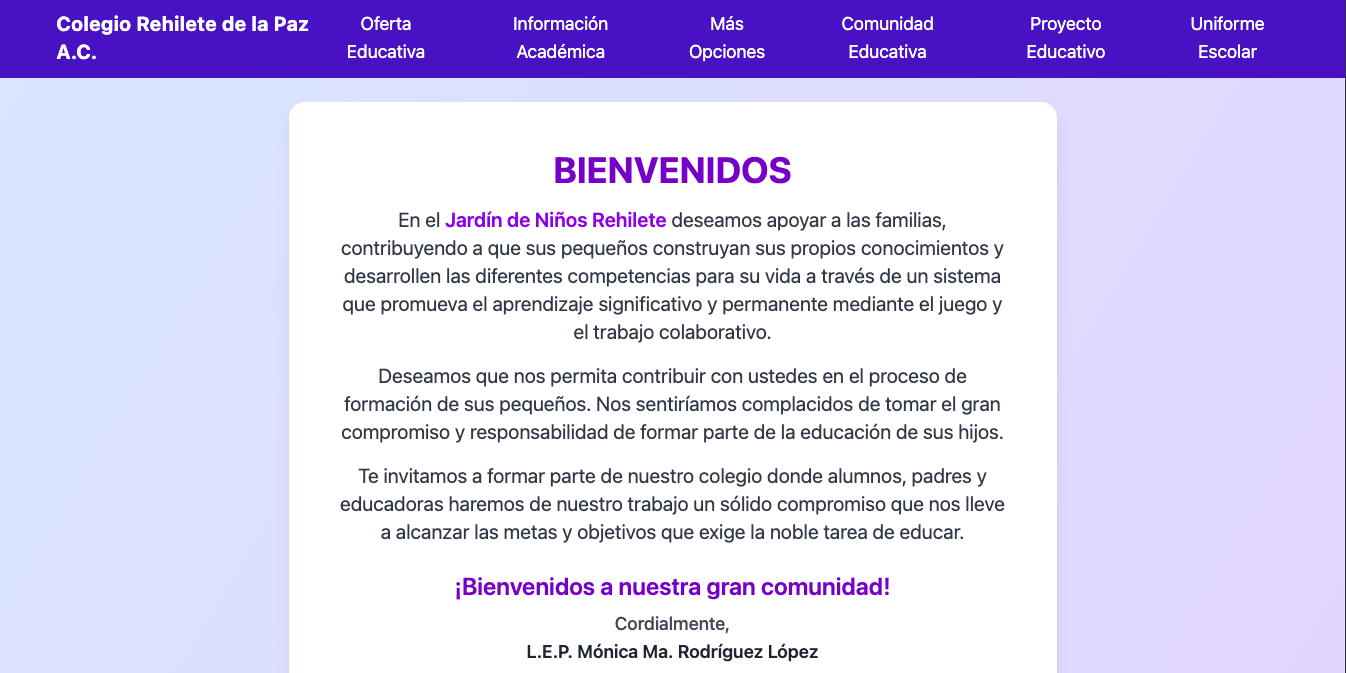 Colegio Rehilete de la Paz A.C.
Oferta Educativa
Información Académica
Más Opciones
Comunidad Educativa
Proyecto Educativo
Uniforme Escolar
BIENVENIDOS
En el Jardín de Niños Rehilete deseamos apoyar a las familias,
contribuyendo a que sus pequeños construyan sus propios conocimientos y
desarrollen las diferentes competencias para su vida a través de un sistema
que promueva el aprendizaje significativo y permanente mediante el juego y
el trabajo colaborativo.
Deseamos que nos permita contribuir con ustedes en el proceso de
formación de sus pequeños. Nos sentiríamos complacidos de tomar el gran
compromiso y responsabilidad de formar parte de la educación de sus hijos.
Te invitamos a formar parte de nuestro colegio donde alumnos, padres y
educadoras haremos de nuestro trabajo un sólido compromiso que nos lleve
a alcanzar las metas y objetivos que exige la noble tarea de educar.
¡Bienvenidos a nuestra gran comunidad!
Cordialmente,
L.E.P. Mónica Ma. Rodríguez López